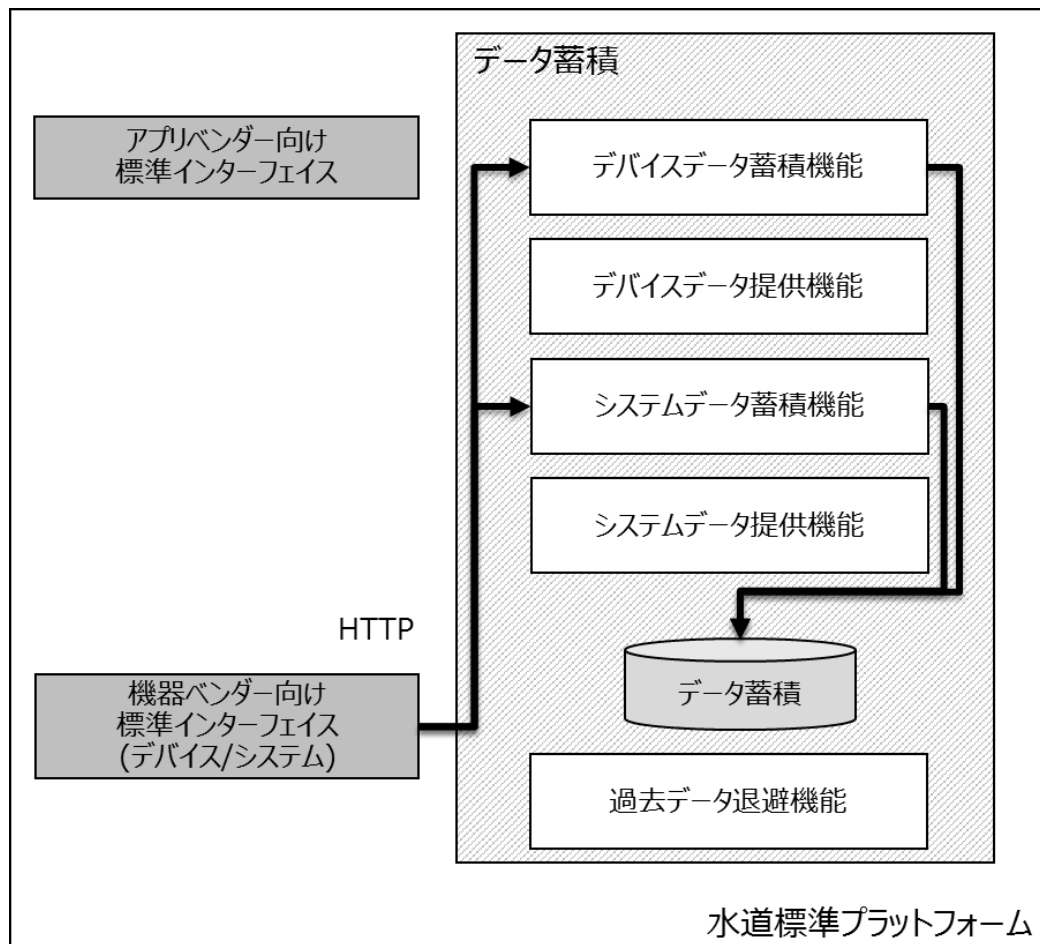 データ蓄積
アプリベンダー向け
標準インターフェイス
デバイスデータ蓄積機能
デバイスデータ提供機能
システムデータ蓄積機能
システムデータ提供機能
HTTP
機器ベンダー向け
標準インターフェイス
(デバイス/システム)
データ蓄積
過去データ退避機能
水道標準プラットフォーム